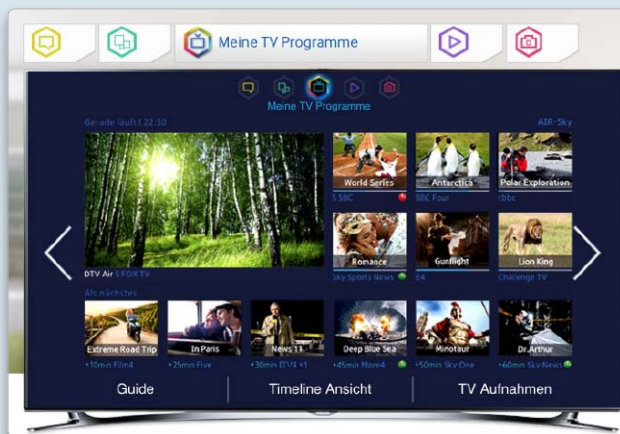 Meine TV Programme
Meine TV Programme
Gerade läuft | 22:30
AIR-Sky
World Series
Antarctica
Polar Exploration
5 SBC
BBC Four
cbbc
Romance
Gunflight
Lion King
DTV Air 5 FOX TV
Sky Sports News
E4
Challenge TV
Als nächstes
Extreme Road Trip
In Paris
News 11
Deep Blue Sea
Minotaur
Dr.Arthur
+10mn Film4
+25mn Five
+30mn ITV4 +1
+45mn More4
+50mn Sky One
+60mn Sky News
Guide
Timeline Ansicht
TV Aufnahmen